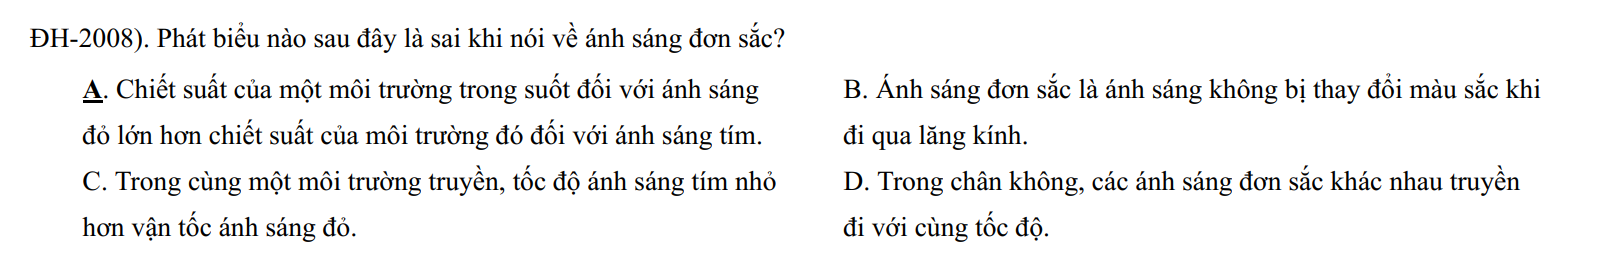 ĐH-2008). Phát biểu nào sau đây là sai khi nói về ánh sáng đơn sắc?
A. Chiết suất của một môi trường trong suốt đối với ánh sáng
đỏ lớn hơn chiết suất của môi trường đó đối với ánh sáng tím.
B. Ánh sáng đơn sắc là ánh sáng không bị thay đổi màu sắc khi
đi qua lăng kính.
C. Trong cùng một môi trường truyền, tốc độ ánh sáng tím nhỏ
hơn vận tốc ánh sáng đỏ.
D. Trong chân không, các ánh sáng đơn sắc khác nhau truyền
đi với cùng tốc độ.